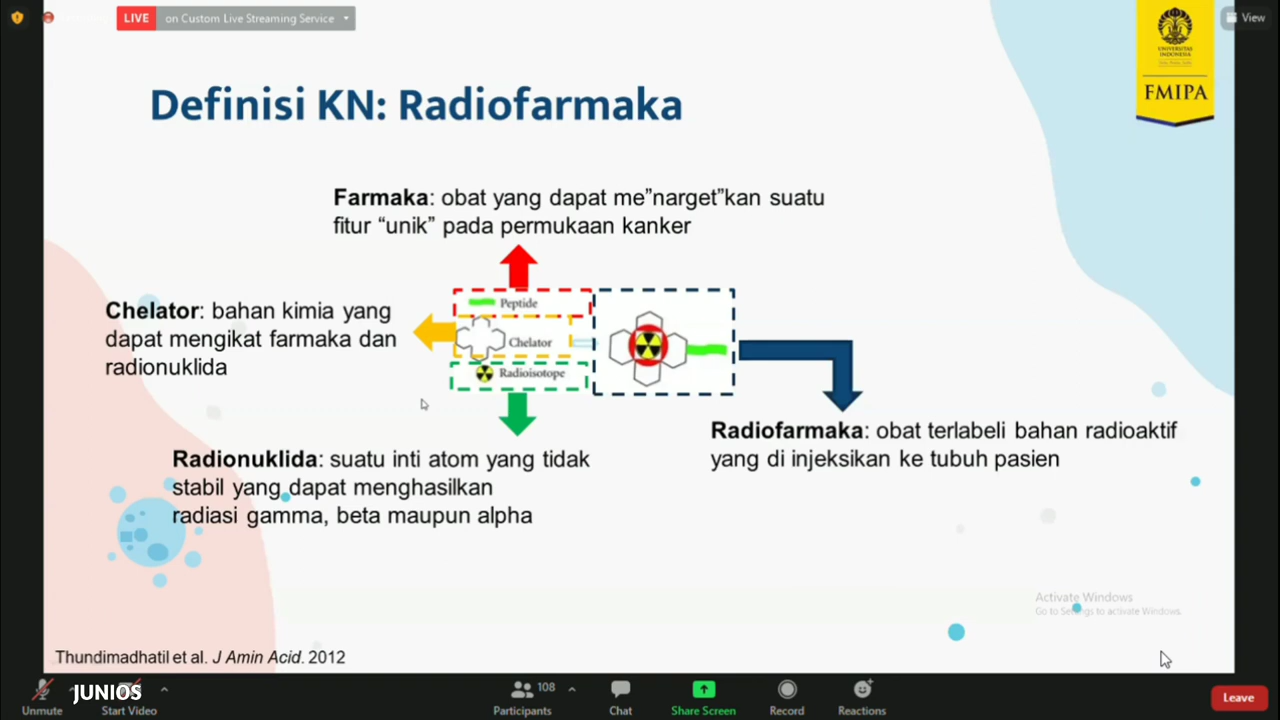 LIVE on Custom Live Streaming Service
View
UNIVERSITAS
INDONESIA
FMIPA
Definisi KN: Radiofarmaka
Farmaka: obat yang dapat me"narget"kan suatu
fitur “unik” pada permukaan kanker
Chelator: bahan kimia yang
dapat mengikat farmaka dan
radionuklida
Peptide
Chelator
Radioisotope
Radiofarmaka: obat terlabeli bahan radioaktif
yang di injeksikan ke tubuh pasien
Radionuklida: suatu inti atom yang tidak
stabil yang dapat menghasilkan
radiasi gamma, beta maupun alpha
Activate Windows
Go to Settings to activate Windows.
Thundimadhatil et al. J Amin Acid. 2012
JUNIOS
Unmute
Start Video
108
Participants
Chat
Share Screen
Record
Reactions
Leave